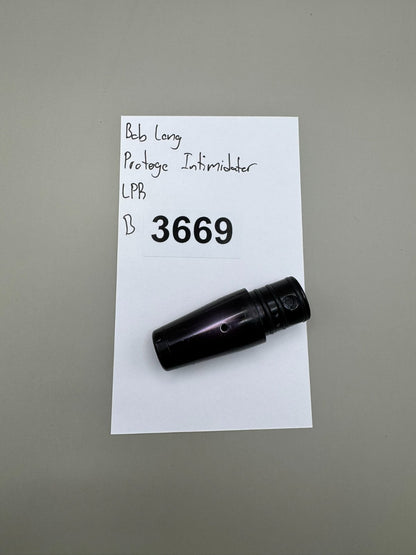 Bob Long
Protege Intimidator
LPR
B 3669